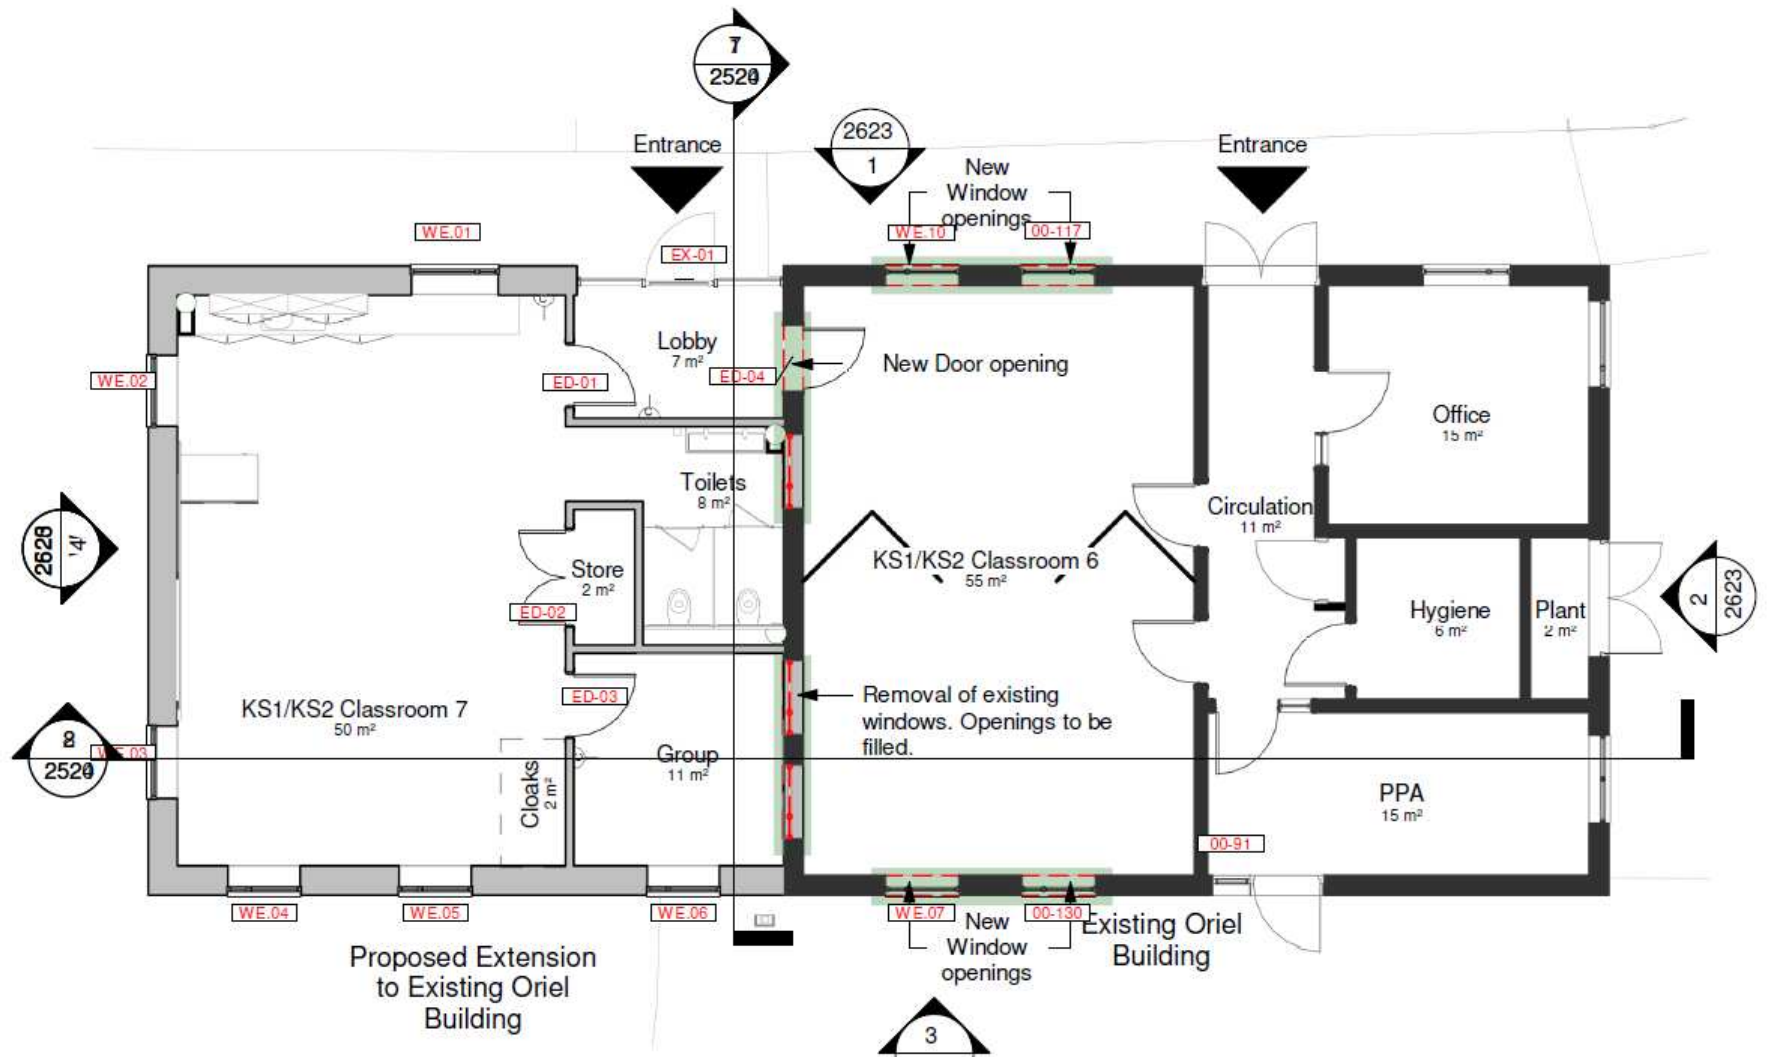 7
Entrance
2623
1
Entrance
New
Window
openings
WE.01
WE.10
00-117
EX-01
Lobby
7 m²
New Door opening
WE.02
ED-01
ED-04
Office
15 m²
Toilets
8 m²
Circulation
11 m²
KS1/KS2 Classroom 6
55 m²
Store
2 m²
ED-02
Hygiene
6 m²
Plant
2 m²
2
2623
ED-03
Removal of existing
windows. Openings to be
filled.
KS1/KS2 Classroom 7
50 m²
WE.03
Group
11 m²
Cloaks
2 m²
PPA
15 m²
00-91
WE.04
WE.05
WE.06
WE.07
00-130
New
Window
openings
Existing Oriel
Building
Proposed Extension
to Existing Oriel
Building
3